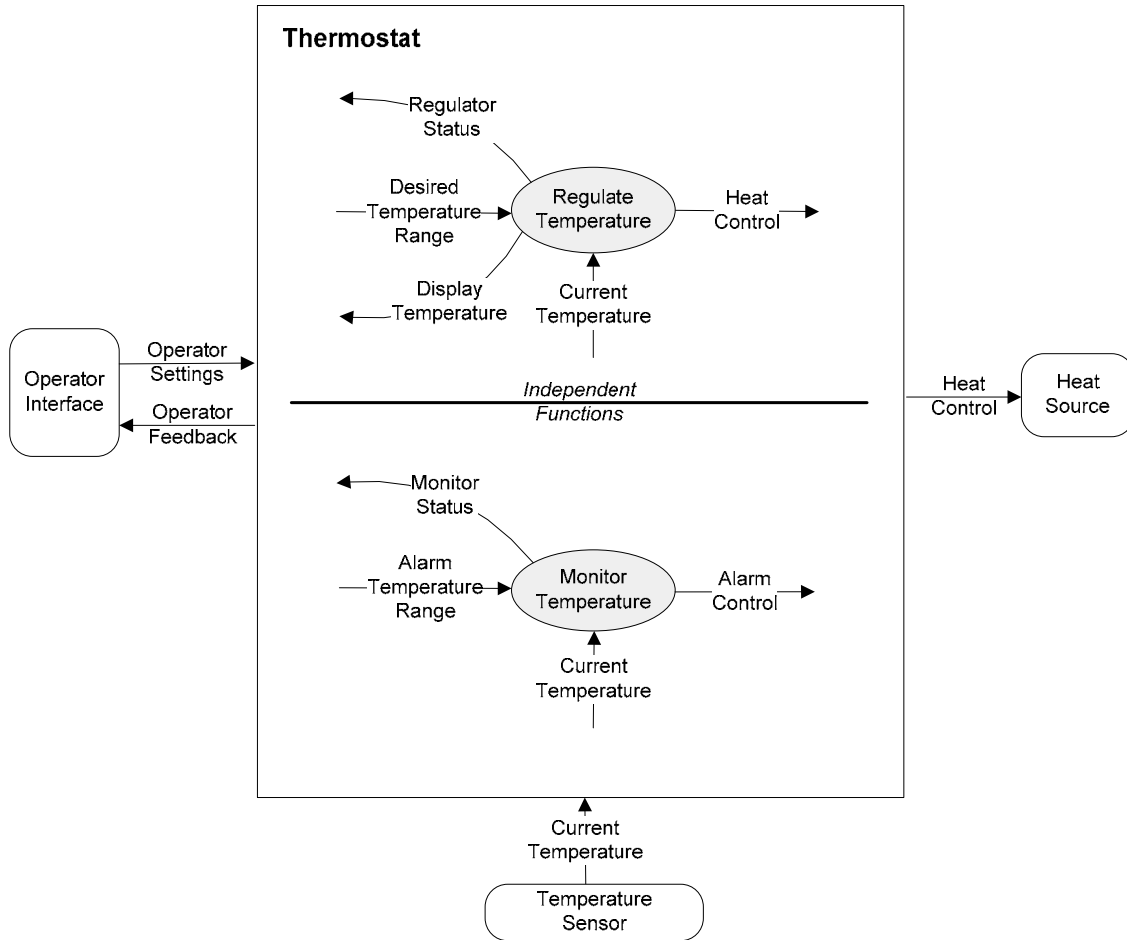 Thermostat
Regulator
Status
Desired
Temperature
Range
Regulate
Temperature
Heat
Control
Display
Temperature
Current
Temperature
Operator
Interface
Operator
Settings
Operator
Feedback
Independent
Functions
Heat
Control
Heat
Source
Monitor
Status
Alarm
Temperature
Range
Monitor
Temperature
Alarm
Control
Current
Temperature
Current
Temperature
Temperature
Sensor